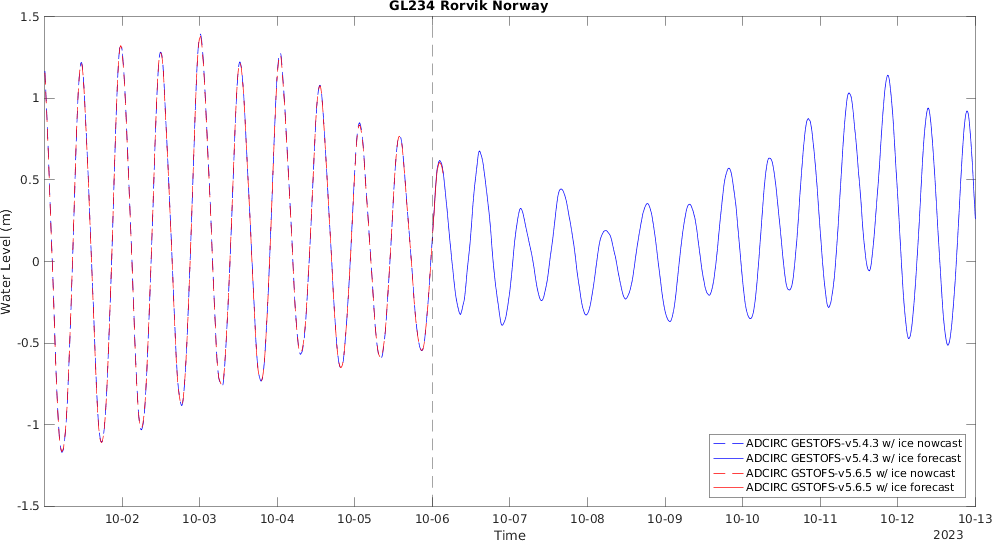 GL234 Rorvik Norway
1.5
1
0.5
0
-0.5
-1
-1.5
Water Level (m)
10-02 10-03 10-04 10-05 10-06 10-07 10-08 10-09 10-10 10-11 10-12 10-13
Time
2023
ADCIRC GESTOFS-v5.4.3 w/ ice nowcast
ADCIRC GESTOFS-v5.4.3 w/ ice forecast
ADCIRC GSTOFS-v5.6.5 w/ ice nowcast
ADCIRC GSTOFS-v5.6.5 w/ ice forecast